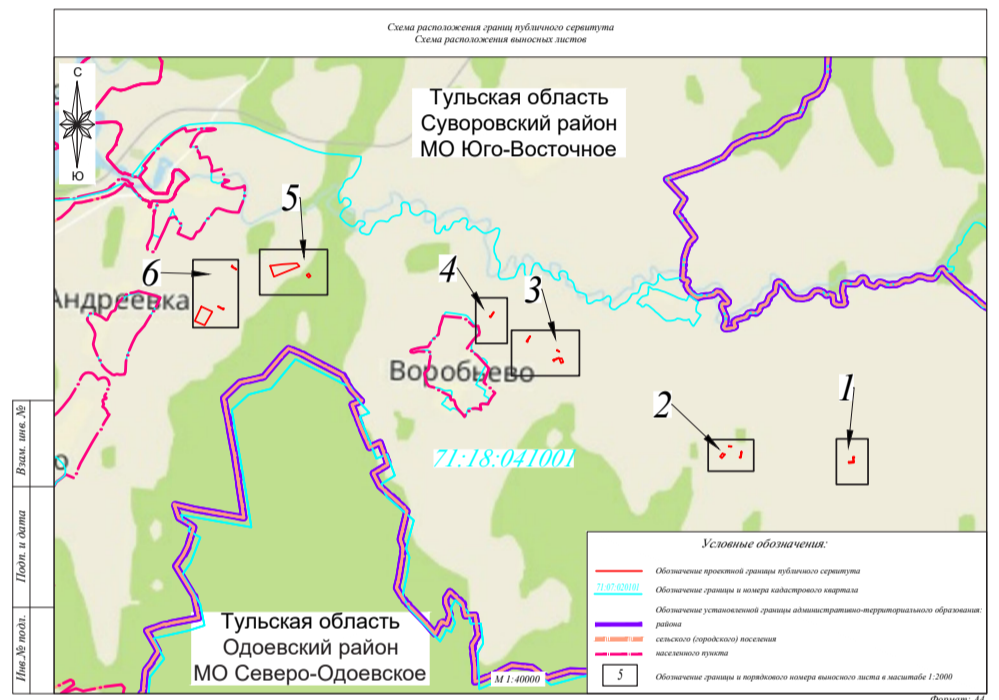 Схема расположения границ публичного сервитута
Схема расположения выносных листов
С
Ю
Тульская область
Суворовский район
МО Юго-Восточное
5
6
4
3
Андреевка
Воробьево
1
2
71:18:041001
Взам. инв. №
Подп. и дата
Инв.№ подл.
Тульская область
Одоевский район
МО Северо-Одоевское
М 1:40000
Условные обозначения:
Обозначение проектной границы публичного сервитута
71:07:020101
Обозначение границы и номера кадастрового квартала
Обозначение установленной границы административно-территориального образования:
района
сельского (городского) поселения
населенного пункта
5
Обозначение границы и порядкового номера выносного листа в масштабе 1:2000
Формат: А4